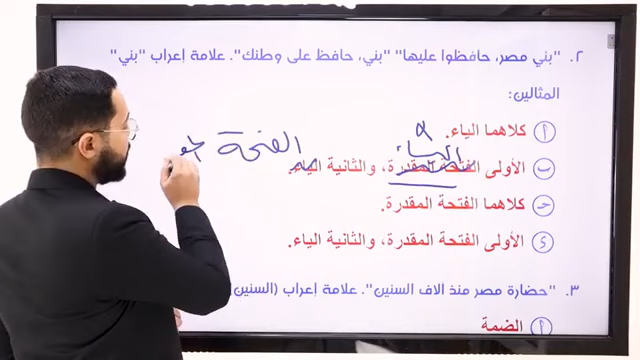 ٢. "بني مصر، حافظوا عليها" "بني، حافظ على وطنك". علامة إعراب "بني"
المثالين:
أ كلاهما الياء.
الياء
ب الأولى الفتحة المقدرة، والثانية الياء.
الفتحة
ج كلاهما الفتحة المقدرة.
د الأولى الفتحة المقدرة، والثانية الياء.
٣. "حضارة مصر منذ الاف السنين". علامة إعراب (السنين)
أ الضمة